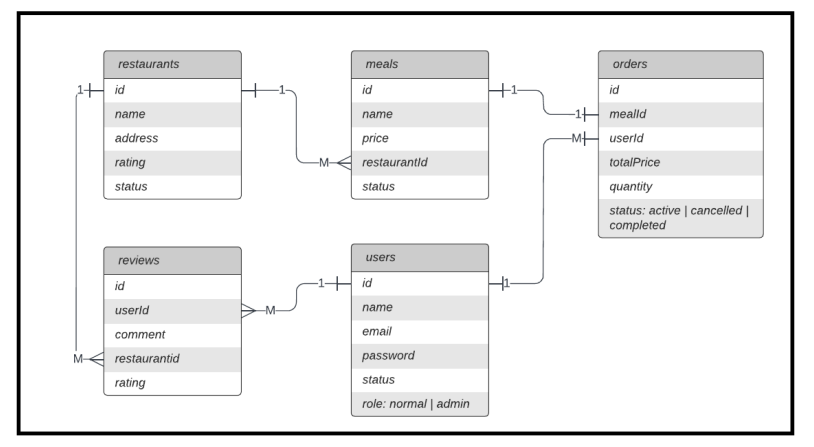 restaurants
id
name
address
rating
status
meals
id
name
price
restaurantId
status
orders
id
mealId
userId
totalPrice
quantity
status: active | cancelled |
completed
reviews
id
userId
comment
restaurantid
rating
users
id
name
email
password
status
role: normal | admin
1
1
M
1
1
M
1
M
1
M